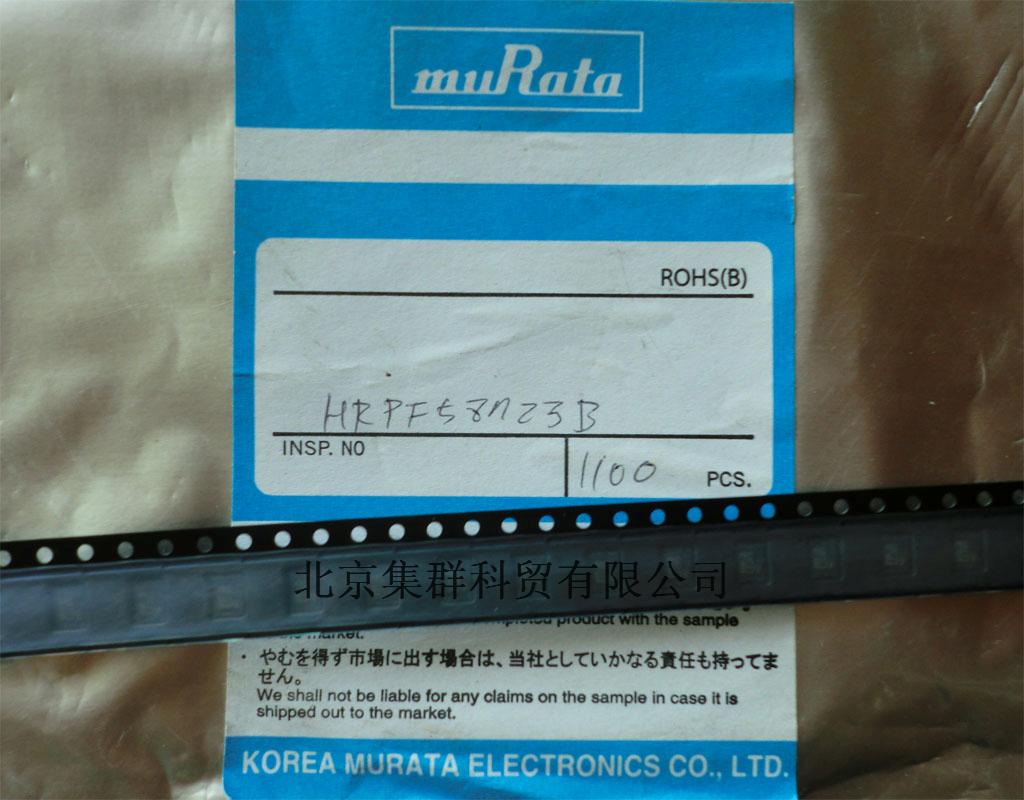 muRata
ROHS(B)
HRPF58723B
INSP. NO
1100 PCS.
北京集群科贸有限公司
product with the sample
market.
・ やむを得ず市場に出す場合は、当社としていかなる責任も持ってま
せん。
We shall not be liable for any claims on the sample in case it is
shipped out to the market.
KOREA MURATA ELECTRONICS CO., LTD.